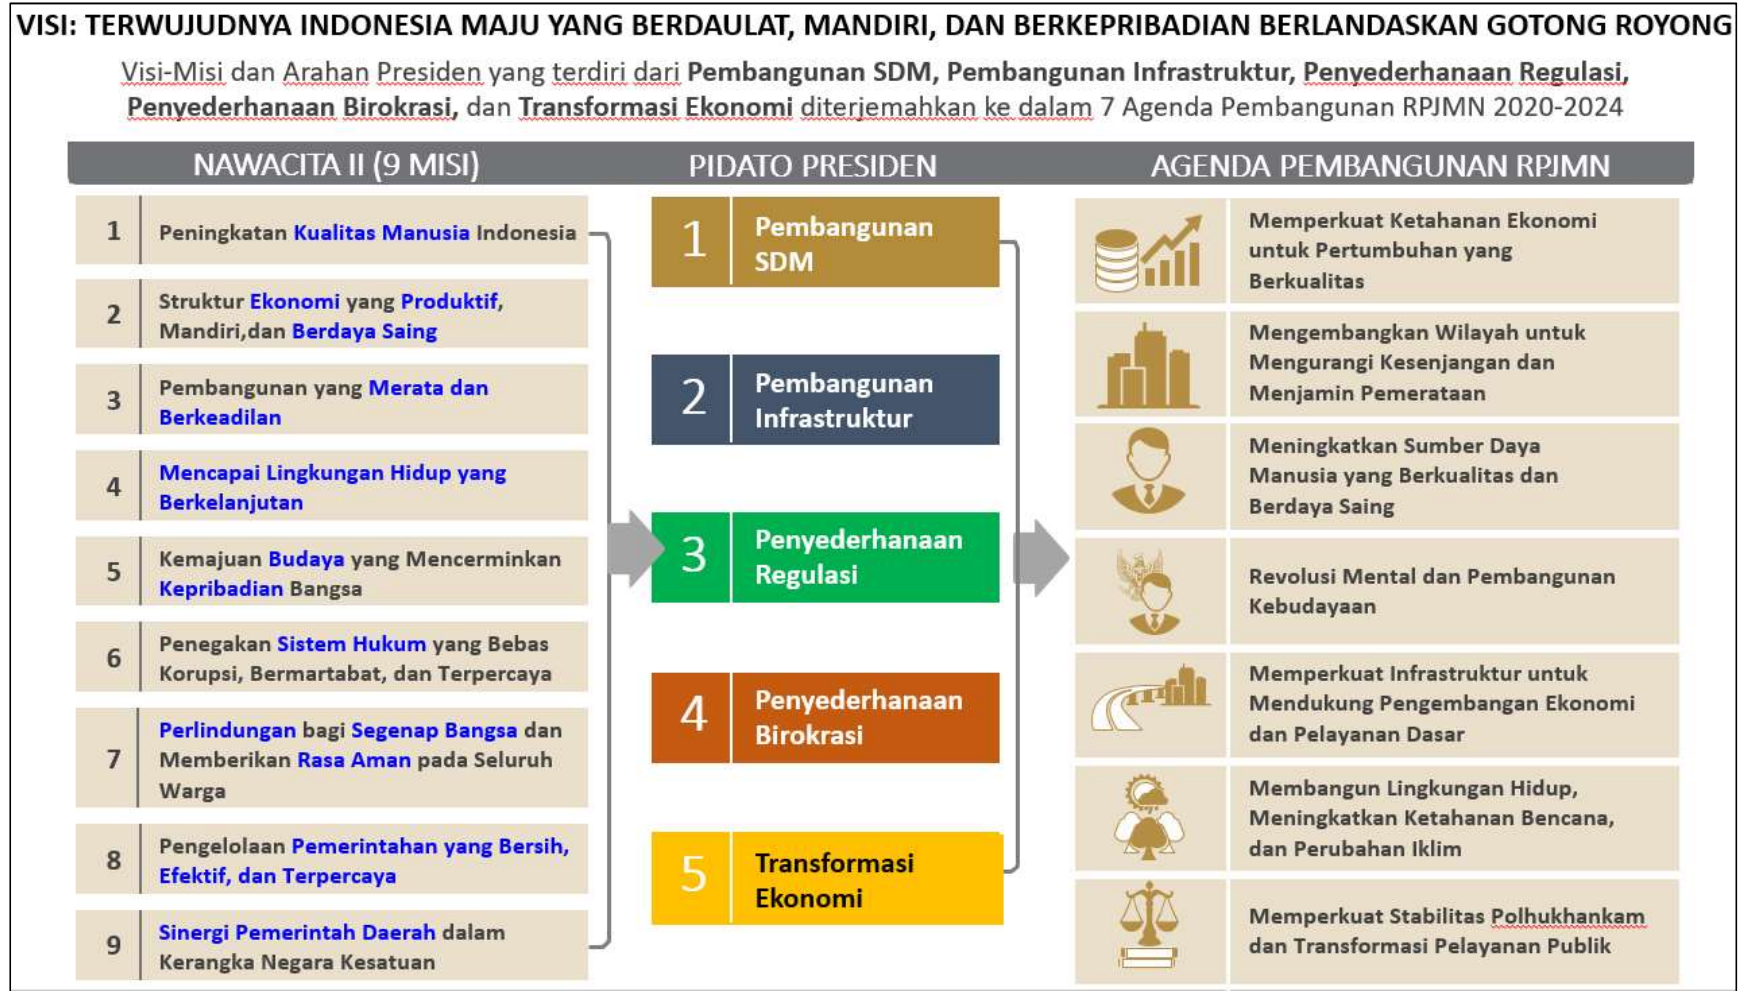 VISI: TERWUJUDNYA INDONESIA MAJU YANG BERDAULAT, MANDIRI, DAN BERKEPRIBADIAN BERLANDASKAN GOTONG ROYONG
Visi-Misi dan Arahan Presiden yang terdiri dari Pembangunan SDM, Pembangunan Infrastruktur, Penyederhanaan Regulasi,
Penyederhanaan Birokrasi, dan Transformasi Ekonomi diterjemahkan ke dalam 7 Agenda Pembangunan RPJMN 2020-2024
NAWACITA II (9 MISI)
1
Peningkatan Kualitas Manusia Indonesia
2
Struktur Ekonomi yang Produktif,
Mandiri,dan Berdaya Saing
3
Pembangunan yang Merata dan
Berkeadilan
4
Mencapai Lingkungan Hidup yang
Berkelanjutan
5
Kemajuan Budaya yang Mencerminkan
Kepribadian Bangsa
6
Penegakan Sistem Hukum yang Bebas
Korupsi, Bermartabat, dan Terpercaya
7
Perlindungan bagi Segenap Bangsa dan
Memberikan Rasa Aman pada Seluruh
Warga
8
Pengelolaan Pemerintahan yang Bersih,
Efektif, dan Terpercaya
9
Sinergi Pemerintah Daerah dalam
Kerangka Negara Kesatuan
PIDATO PRESIDEN
1
Pembangunan
SDM
2
Pembangunan
Infrastruktur
3
Penyederhanaan
Regulasi
4
Penyederhanaan
Birokrasi
5
Transformasi
Ekonomi
AGENDA PEMBANGUNAN RPJMN
Memperkuat Ketahanan Ekonomi
untuk Pertumbuhan yang
Berkualitas
Mengembangkan Wilayah untuk
Mengurangi Kesenjangan dan
Menjamin Pemerataan
Meningkatkan Sumber Daya
Manusia yang Berkualitas dan
Berdaya Saing
Revolusi Mental dan Pembangunan
Kebudayaan
Memperkuat Infrastruktur untuk
Mendukung Pengembangan Ekonomi
dan Pelayanan Dasar
Membangun Lingkungan Hidup,
Meningkatkan Ketahanan Bencana,
dan Perubahan Iklim
Memperkuat Stabilitas Polhukhankam
dan Transformasi Pelayanan Publik